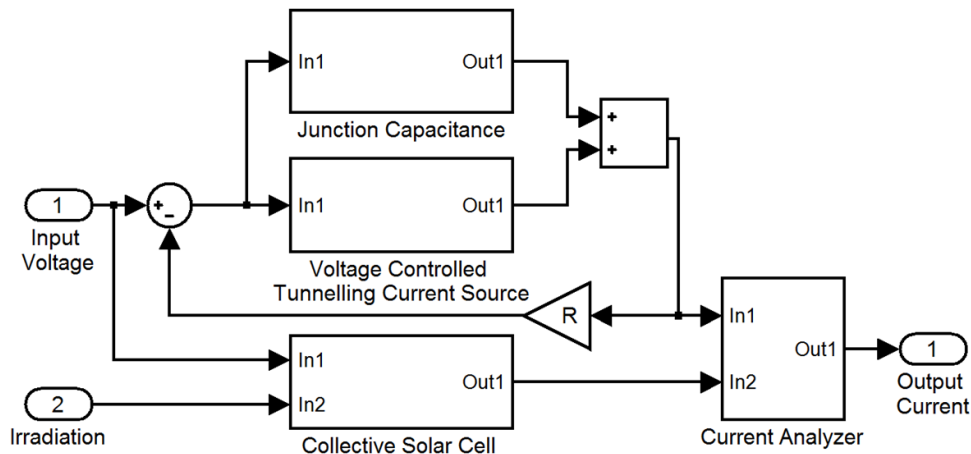 In1
Out1
Junction Capacitance
+
+
In1
Out1
Voltage Controlled
Tunnelling Current Source
1
Input
Voltage
+
−
R
In1
In2
Out1
Collective Solar Cell
2
Irradiation
In1
In2
Out1
Current Analyzer
1
Output
Current